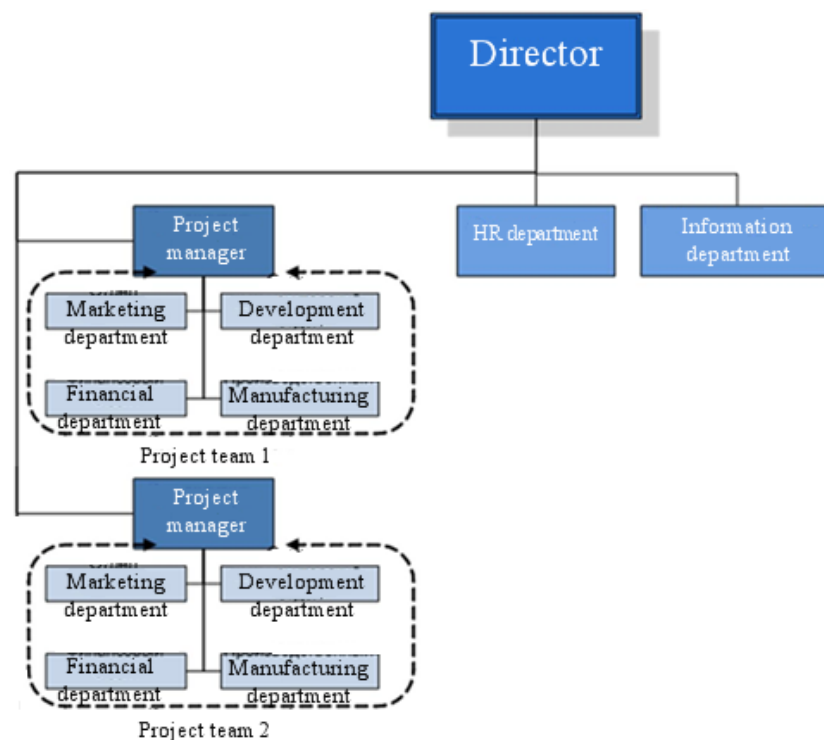 Director
Project
manager
HR department
Information
department
Marketing
department
Development
department
Financial
department
Manufacturing
department
Project team 1
Project
manager
Marketing
department
Development
department
Financial
department
Manufacturing
department
Project team 2